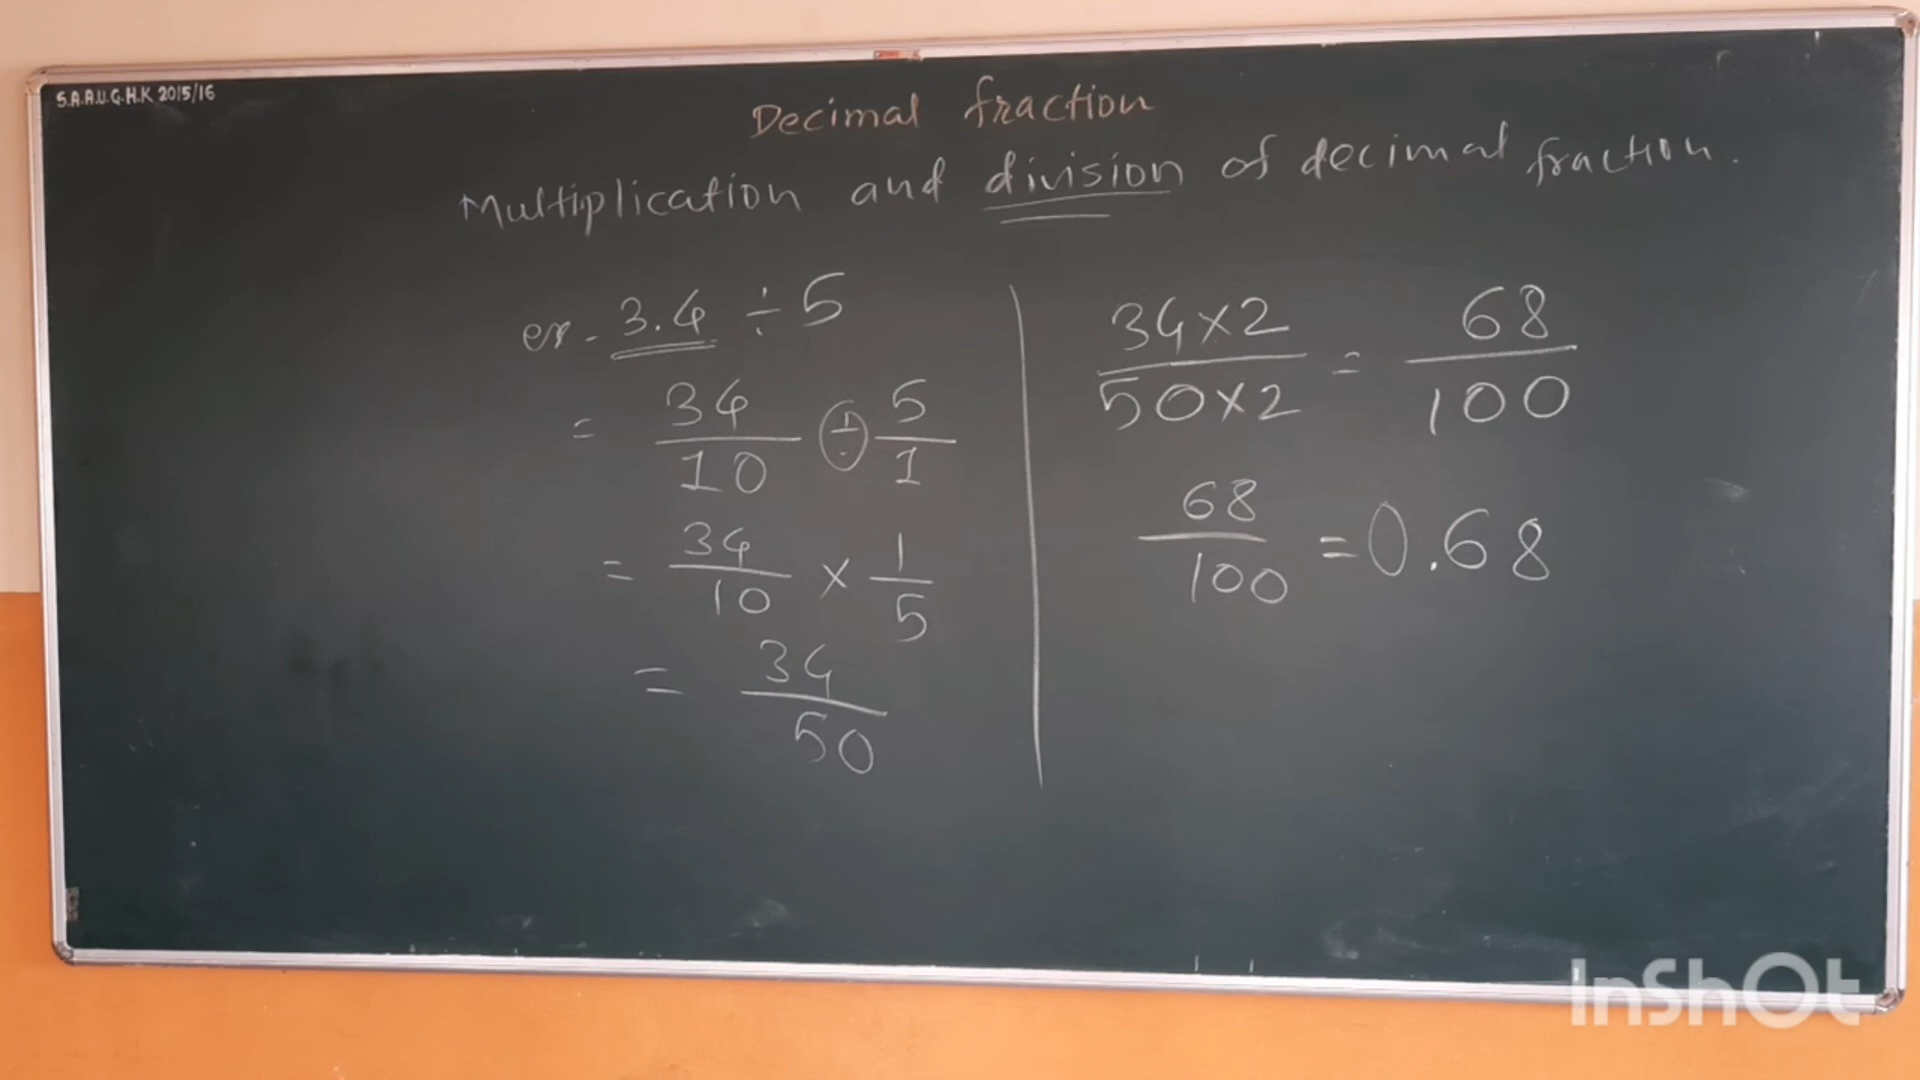 S.A.A.U.G.H.K 2015/16
Decimal fraction
Multiplication and division of decimal fraction.
ex - 3.4 ÷ 5
= 34/10 ÷ 5/1
= 34/10 × 1/5
= 34/50
34×2/50×2 = 68/100
68/100 = 0.68
InShOt